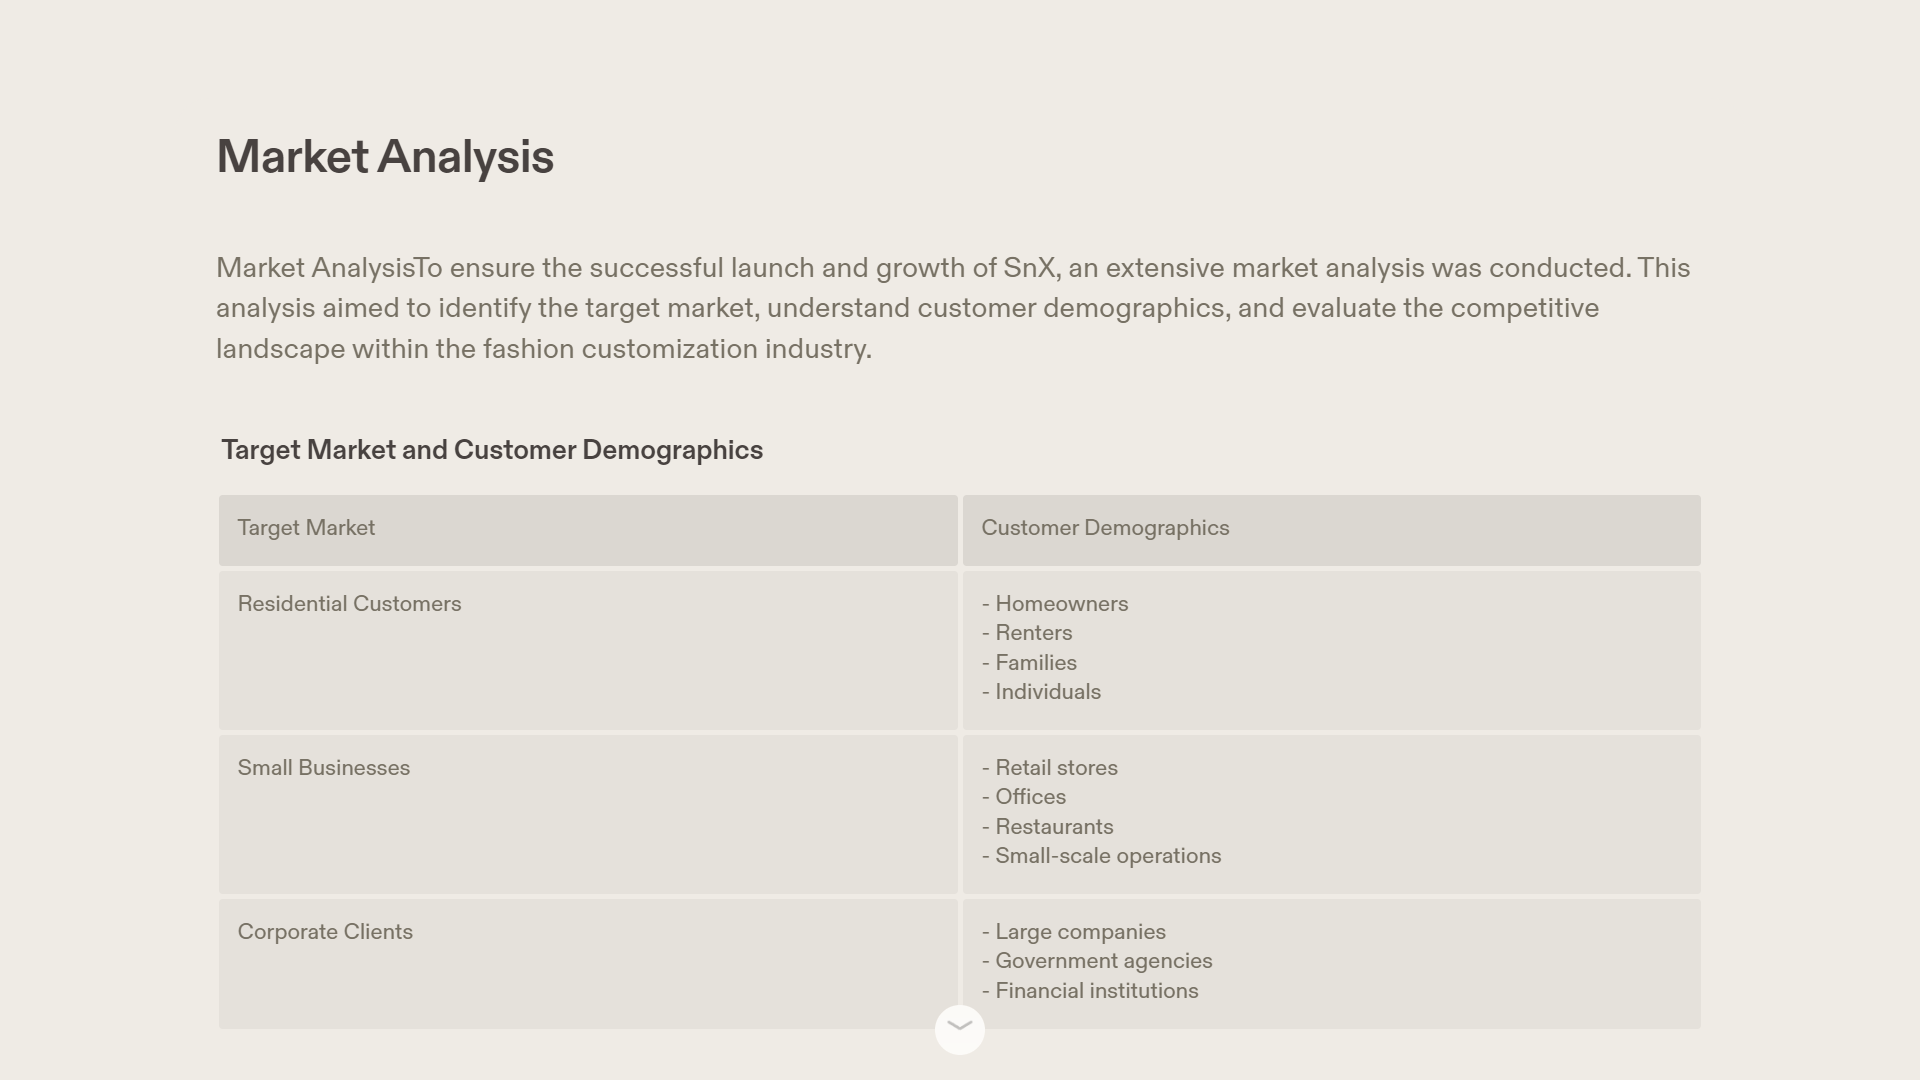 Market Analysis
Market AnalysisTo ensure the successful launch and growth of SnX, an extensive market analysis was conducted. This
analysis aimed to identify the target market, understand customer demographics, and evaluate the competitive
landscape within the fashion customization industry.
Target Market and Customer Demographics
Target Market
Customer Demographics
Residential Customers
- Homeowners
- Renters
- Families
- Individuals
Small Businesses
- Retail stores
- Offices
- Restaurants
- Small-scale operations
Corporate Clients
- Large companies
- Government agencies
- Financial institutions